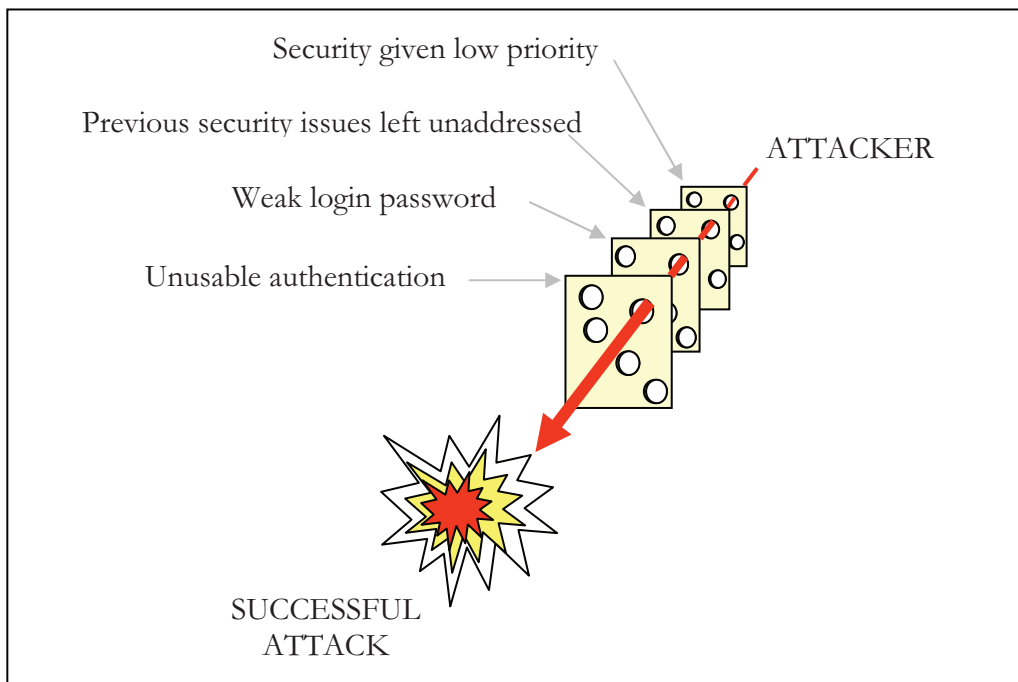 Security given low priority
Previous security issues left unaddressed
ATTACKER
Weak login password
Unusable authentication
SUCCESSFUL
ATTACK